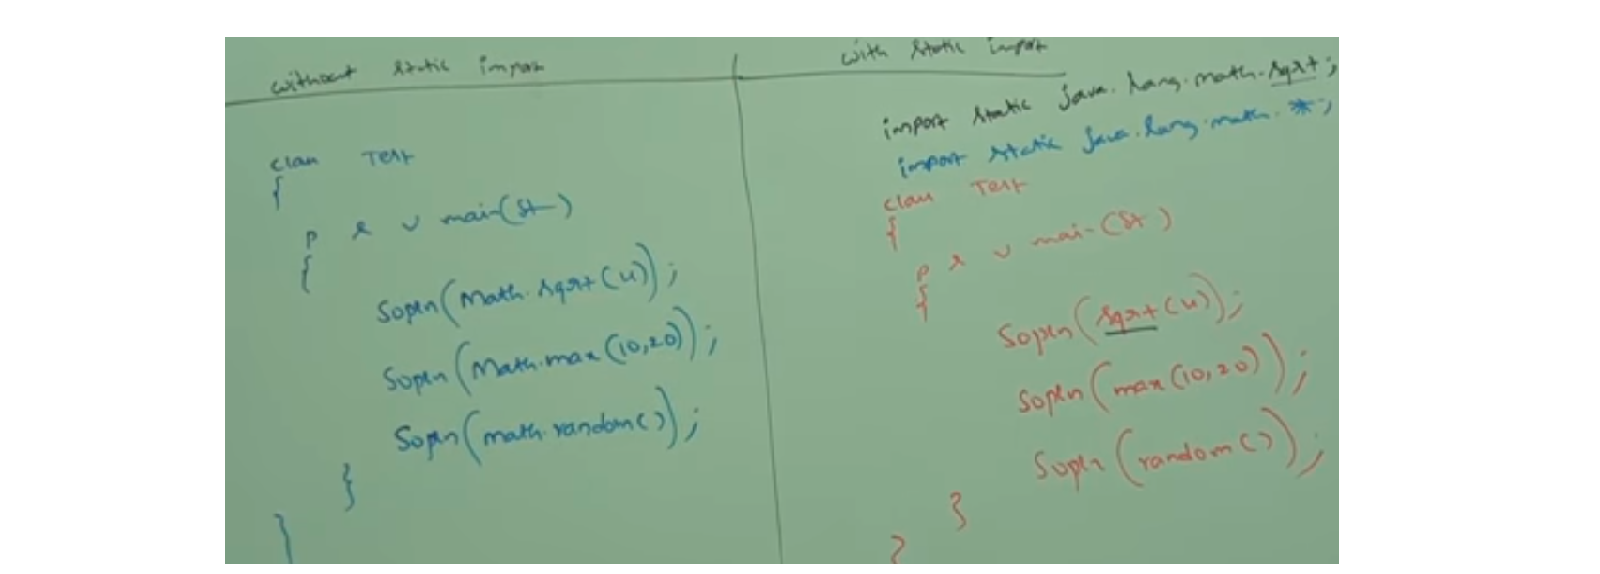 without static import
class Test
{
p s v main(St—)
{
Sopln(Math.sqrt(4));
Sopln(Math.max(10,20));
Sopln(math.random());
}
}
with static import
import static java.lang.math.sqrt;
import static java.lang.math.*;
class Test
{
p s v main(St)
{
Sopln(sqrt(4));
Sopln(max(10,20));
Sopln(random());
}
}